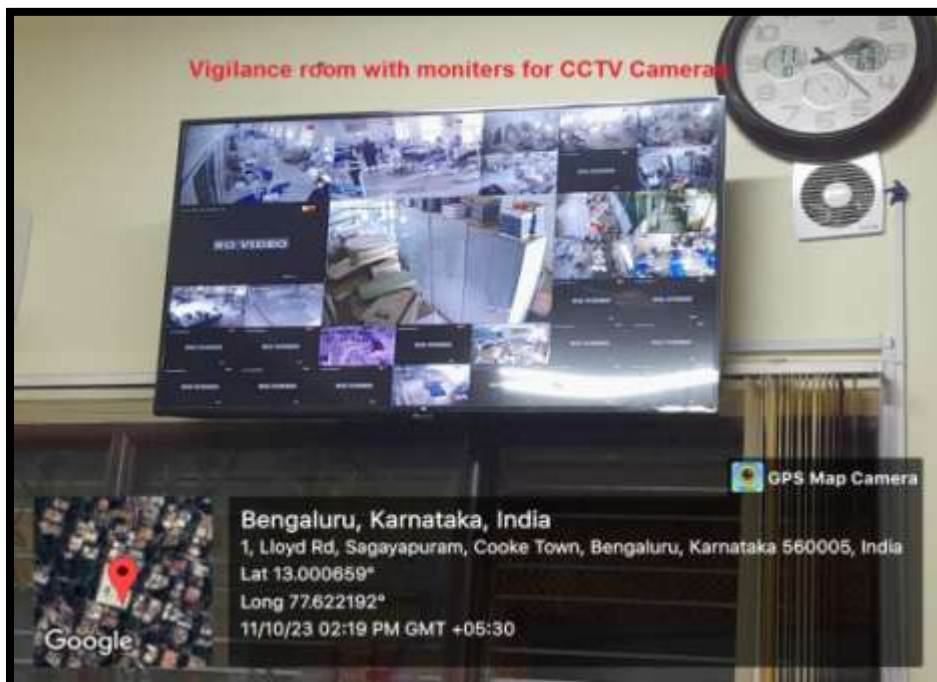 Vigilance room with moniters for CCTV Cameras
NO VIDEO
GPS Map Camera
Bengaluru, Karnataka, India
1, Lloyd Rd, Sagayapuram, Cooke Town, Bengaluru, Karnataka 560005, India
Lat 13.000659°
Long 77.622192°
11/10/23 02:19 PM GMT +05:30
Google